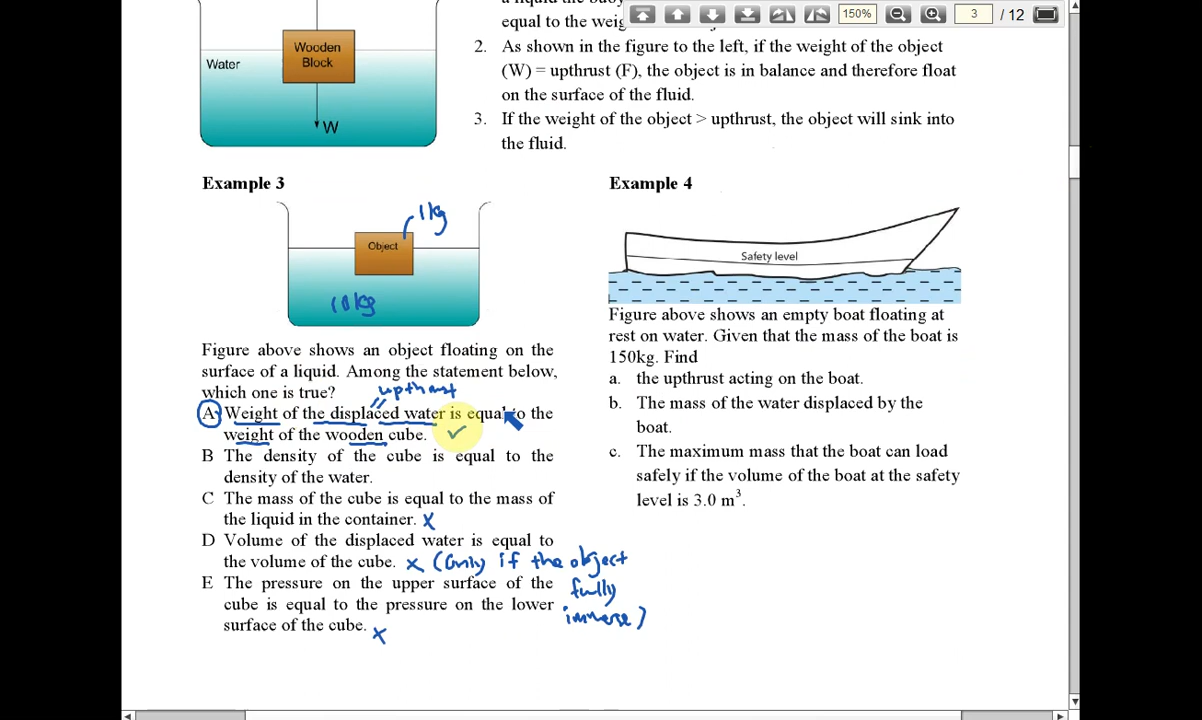 150%
3
/ 12
equal to the weig
Wooden
Block
Water
W
2. As shown in the figure to the left, if the weight of the object
(W) = upthrust (F), the object is in balance and therefore float
on the surface of the fluid.
3. If the weight of the object > upthrust, the object will sink into
the fluid.
Example 3
1kg
Object
10kg
Figure above shows an object floating on the
surface of a liquid. Among the statement below,
which one is true?
upthrust
A Weight of the displaced water is equal to the
weight of the wooden cube. ✓
B The density of the cube is equal to the
density of the water.
C The mass of the cube is equal to the mass of
the liquid in the container. x
D Volume of the displaced water is equal to
the volume of the cube. x (Only if the object
fully
immerse)
E The pressure on the upper surface of the
cube is equal to the pressure on the lower
surface of the cube. x
Example 4
Safety level
Figure above shows an empty boat floating at
rest on water. Given that the mass of the boat is
150kg. Find
a. the upthrust acting on the boat.
b. The mass of the water displaced by the
boat.
c. The maximum mass that the boat can load
safely if the volume of the boat at the safety
level is 3.0 m³.